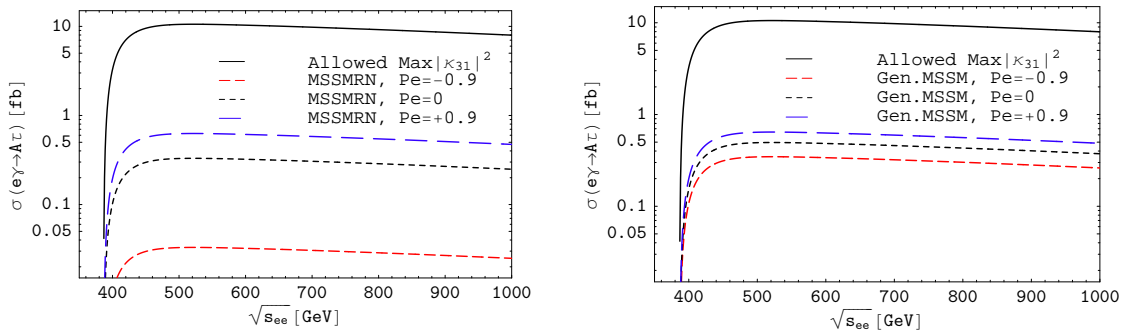 σ(eγ→Aτ)[fb]
10
5
1
0.5
0.1
0.05
Allowed Max|κ₃₁|²
MSSMRN, Pe=-0.9
MSSMRN, Pe=0
MSSMRN, Pe=+0.9
400 500 600 700 800 900 1000
√s_ee [GeV]
σ(eγ→Aτ)[fb]
10
5
1
0.5
0.1
0.05
Allowed Max|κ₃₁|²
Gen.MSSM, Pe=-0.9
Gen.MSSM, Pe=0
Gen.MSSM, Pe=+0.9
400 500 600 700 800 900 1000
√s_ee [GeV]